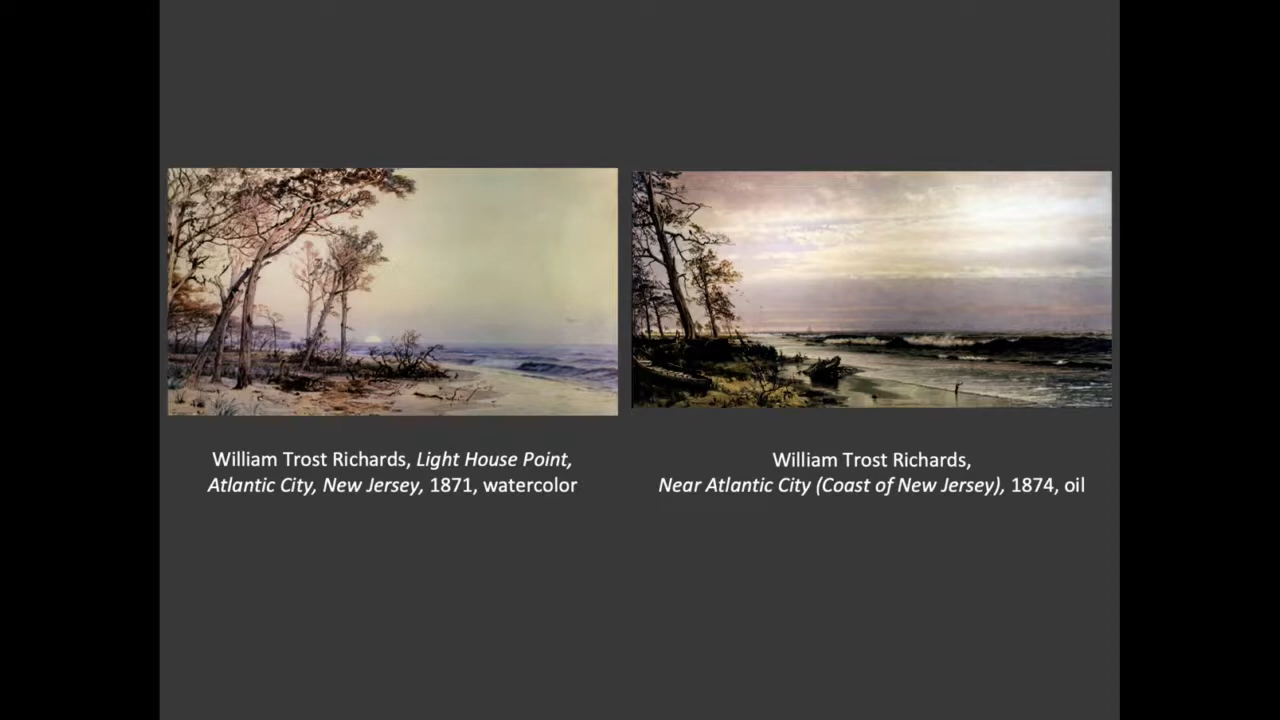 William Trost Richards, Light House Point,
Atlantic City, New Jersey, 1871, watercolor
William Trost Richards,
Near Atlantic City (Coast of New Jersey), 1874, oil